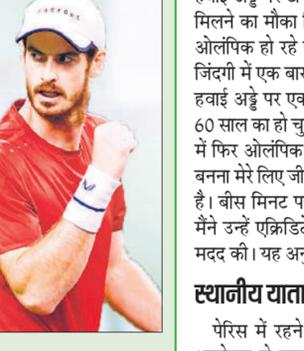 मिलने का मौका
ओलंपिक हो रहे
जिंदगी में एक बार
हवाई अड्डे पर एक
60 साल का हो चु
में फिर ओलंपिक
बनना मेरे लिए जी
है। बीस मिनट प
मैंने उन्हें एक्रिडि
मदद की। यह अनु
स्थानीय याता
पेरिस में रहने